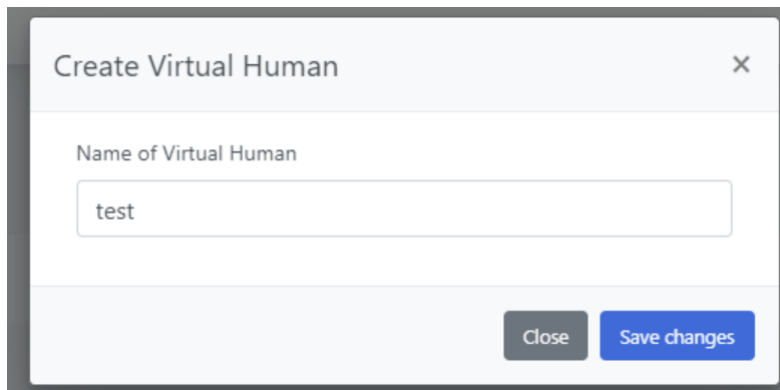 Create Virtual Human ×
Name of Virtual Human
test
Close Save changes